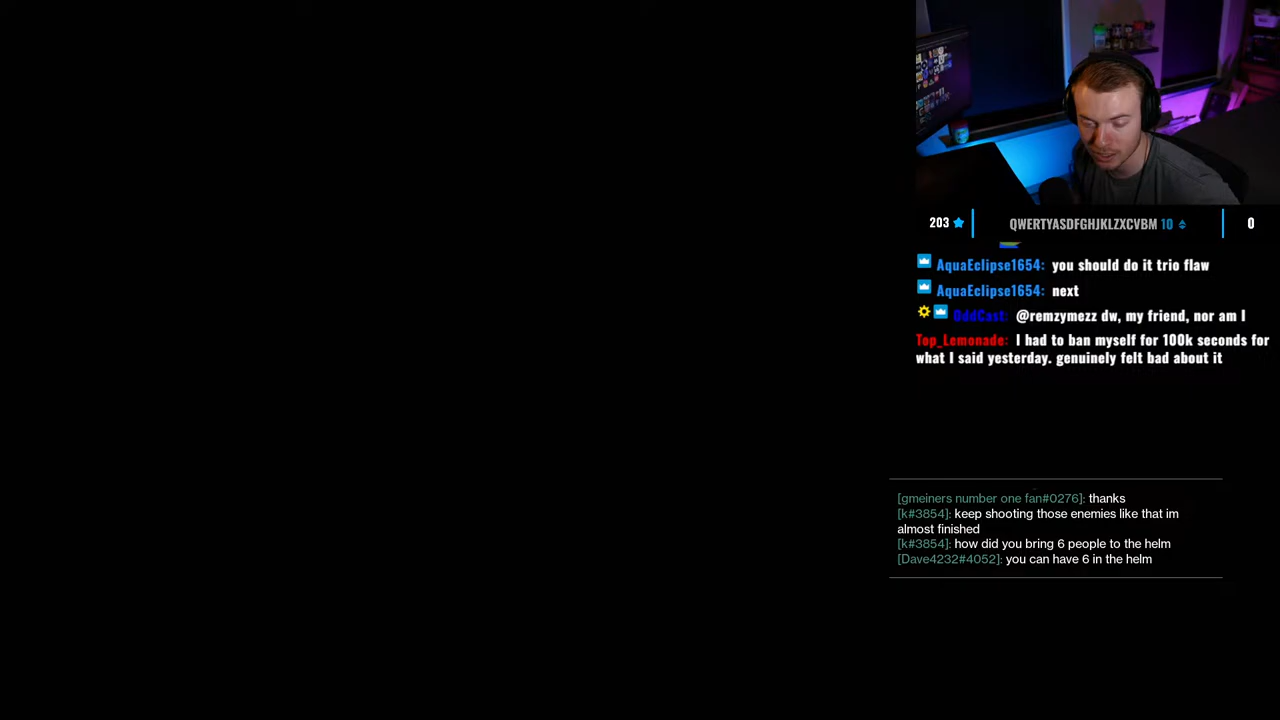 203
QWERTYASDFGHJKLZXCVBM 10
0
AquaEclipse1654: you should do it trio flaw
AquaEclipse1654: next
OddCast: @remzymezz dw, my friend, nor am I
Top_Lemonade: I had to ban myself for 100k seconds for
what I said yesterday. genuinely felt bad about it
[gmeiners number one fan#0276]: thanks
[k#3854]: keep shooting those enemies like that im
almost finished
[k#3854]: how did you bring 6 people to the helm
[Dave4232#4052]: you can have 6 in the helm